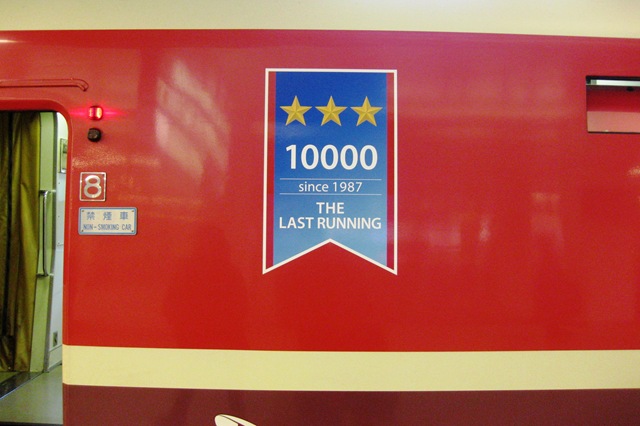 10000
since 1987
THE
LAST RUNNING
8
禁煙車
NON-SMOKING CAR